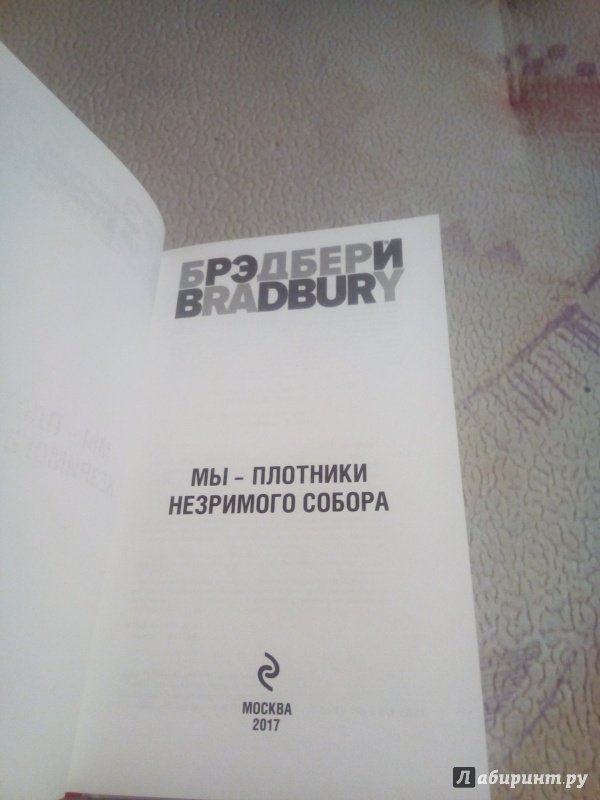 БРЭДБЕРИ
BRADBURY
МЫ – ПЛОТНИКИ
НЕЗРИМОГО СОБОРА
МОСКВА
2017
Лабиринт.ру